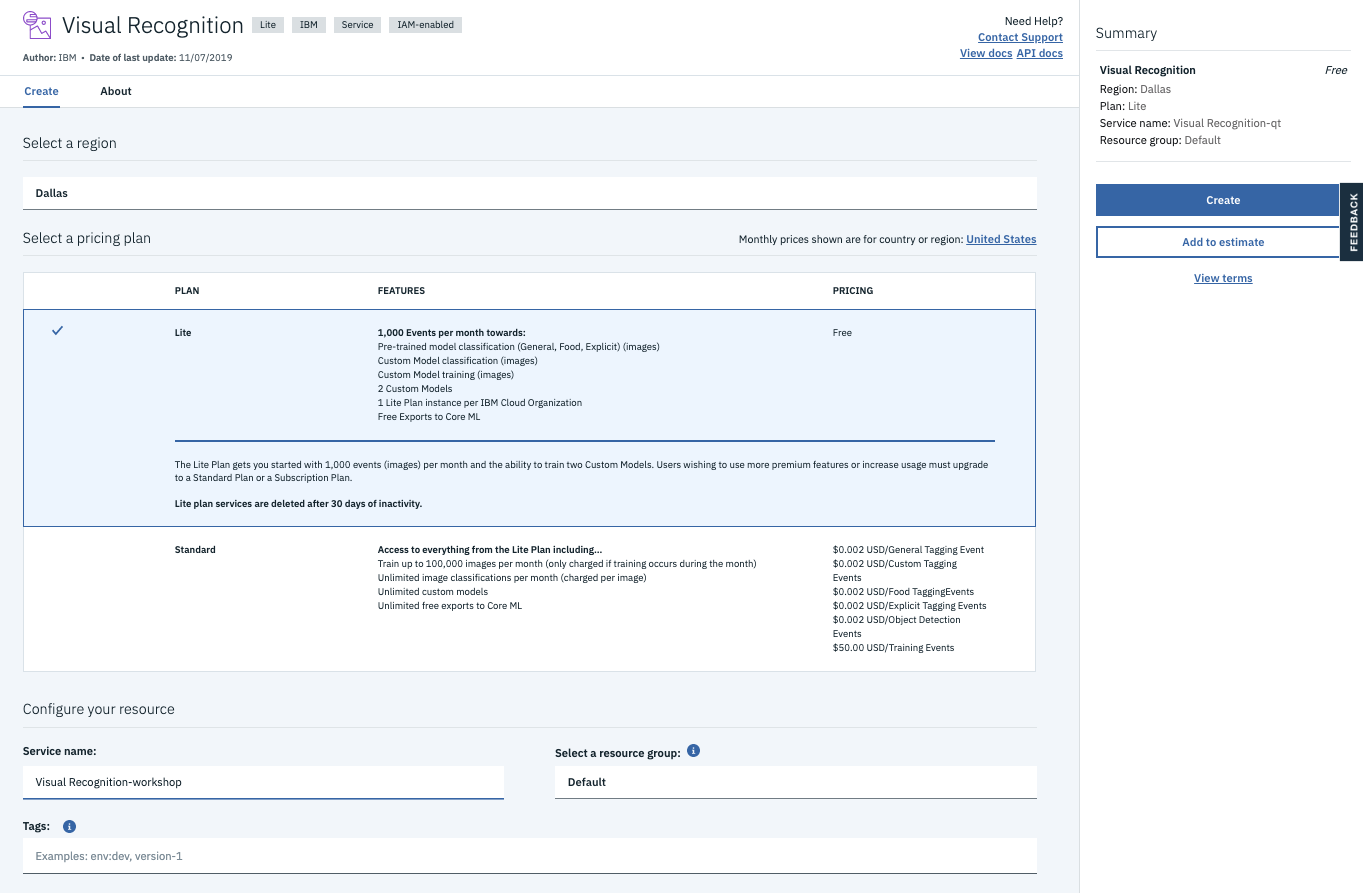 Visual Recognition Lite IBM Service IAM-enabled
Author: IBM • Date of last update: 11/07/2019
Need Help?
Contact Support
View docs API docs
Create About
Select a region
Dallas
Select a pricing plan
Monthly prices shown are for country or region: United States
PLAN FEATURES PRICING
Lite 1,000 Events per month towards: Free
Pre-trained model classification (General, Food, Explicit) (images)
Custom Model classification (images)
Custom Model training (images)
2 Custom Models
1 Lite Plan instance per IBM Cloud Organization
Free Exports to Core ML
The Lite Plan gets you started with 1,000 events (images) per month and the ability to train two Custom Models. Users wishing to use more premium features or increase usage must upgrade
to a Standard Plan or a Subscription Plan.
Lite plan services are deleted after 30 days of inactivity.
Standard
Access to everything from the Lite Plan including...
Train up to 100,000 images per month (only charged if training occurs during the month)
Unlimited image classifications per month (charged per image)
Unlimited custom models
Unlimited free exports to Core ML
$0.002 USD/General Tagging Event
$0.002 USD/Custom Tagging
Events
$0.002 USD/Food TaggingEvents
$0.002 USD/Explicit Tagging Events
$0.002 USD/Object Detection
Events
$50.00 USD/Training Events
Configure your resource
Service name:
Visual Recognition-workshop
Select a resource group:
Default
Tags:
Examples: env:dev, version-1
Summary
Visual Recognition Free
Region: Dallas
Plan: Lite
Service name: Visual Recognition-qt
Resource group: Default
Create
Add to estimate
View terms
FEEDBACK